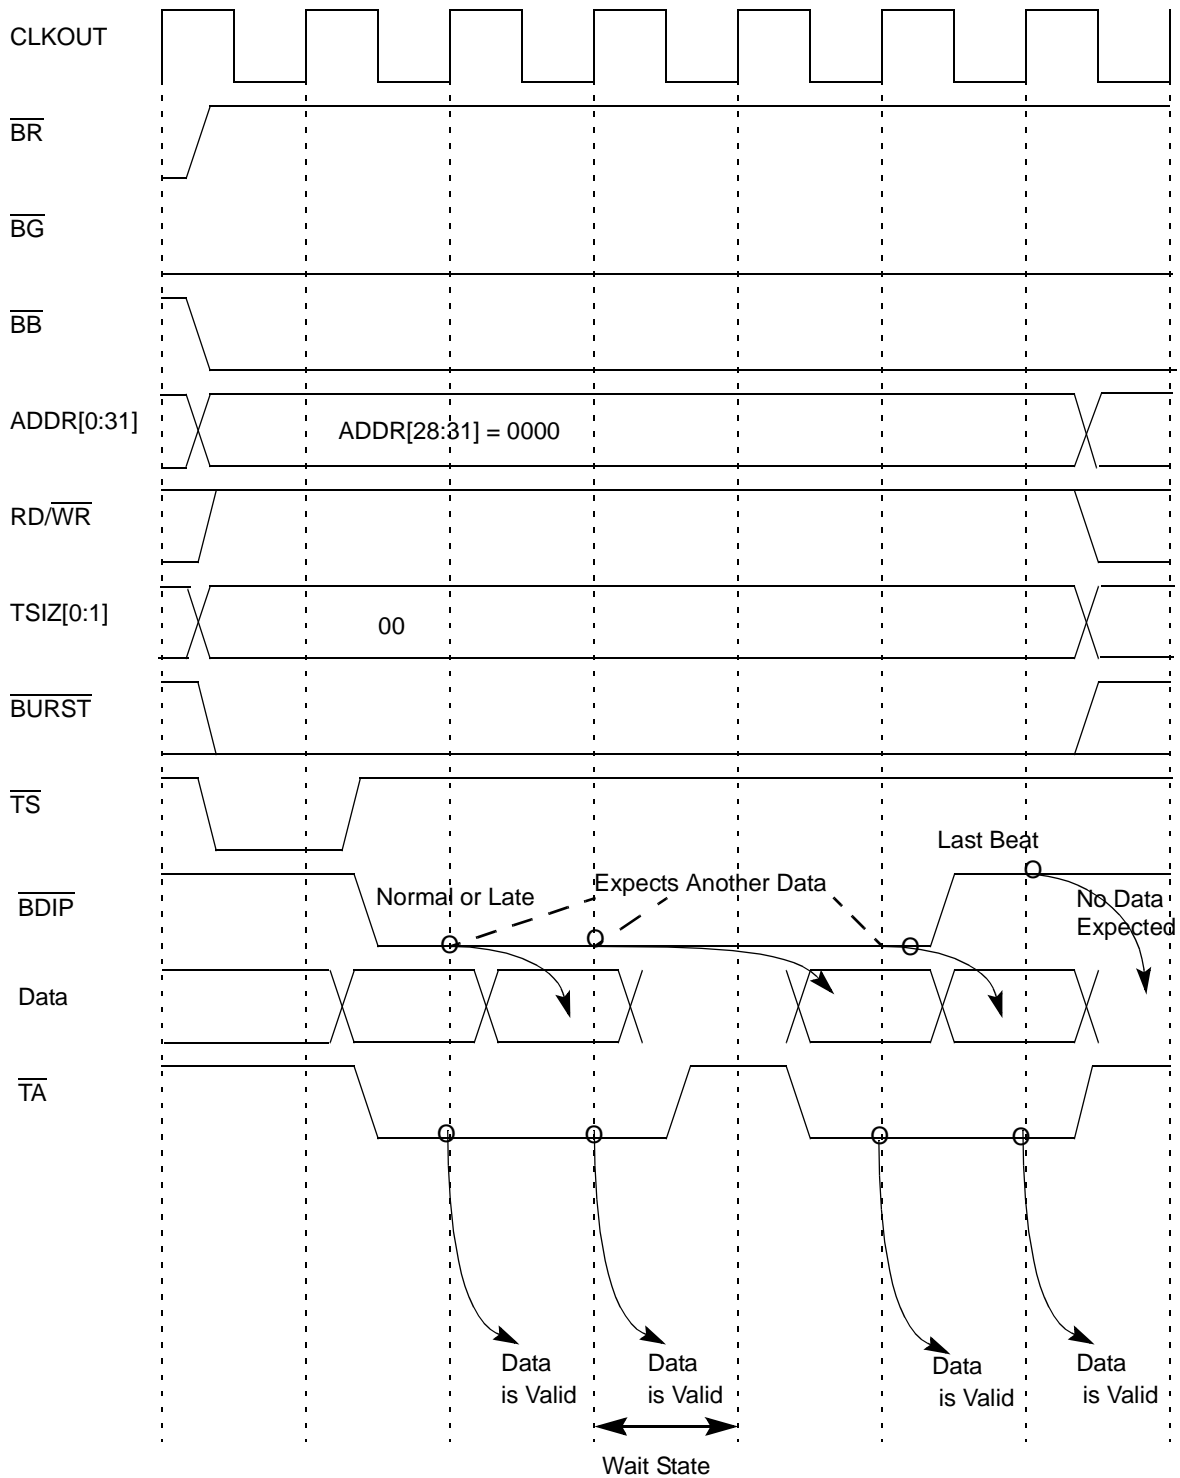 CLKOUT
BR
BG
BB
ADDR[0:31]
ADDR[28:31] = 0000
RD/WR
TSIZ[0:1]
00
BURST
TS
Last Beat
BDIP
Normal or Late
Expects Another Data
No Data
Expected
Data
TA
Data
is Valid
Data
is Valid
Data
is Valid
Data
is Valid
Wait State